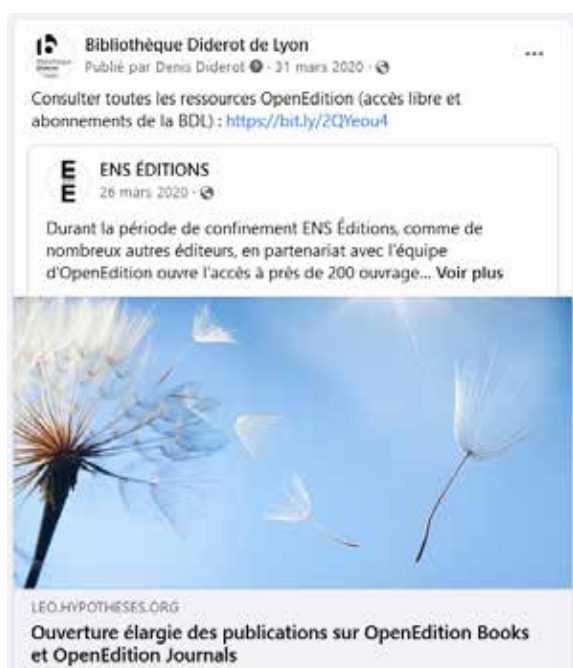 Bibliothèque Diderot de Lyon
Publié par Denis Diderot · 31 mars 2020 ·
Consulter toutes les ressources OpenEdition (accès libre et
abonnements de la BDL) : https://bit.ly/2QYeou4
ENS ÉDITIONS
26 mars 2020 ·
Durant la période de confinement ENS Éditions, comme de
nombreux autres éditeurs, en partenariat avec l'équipe
d'OpenEdition ouvre l'accès à près de 200 ouvrage... Voir plus
LEO.HYPOTHESES.ORG
Ouverture élargie des publications sur OpenEdition Books
et OpenEdition Journals